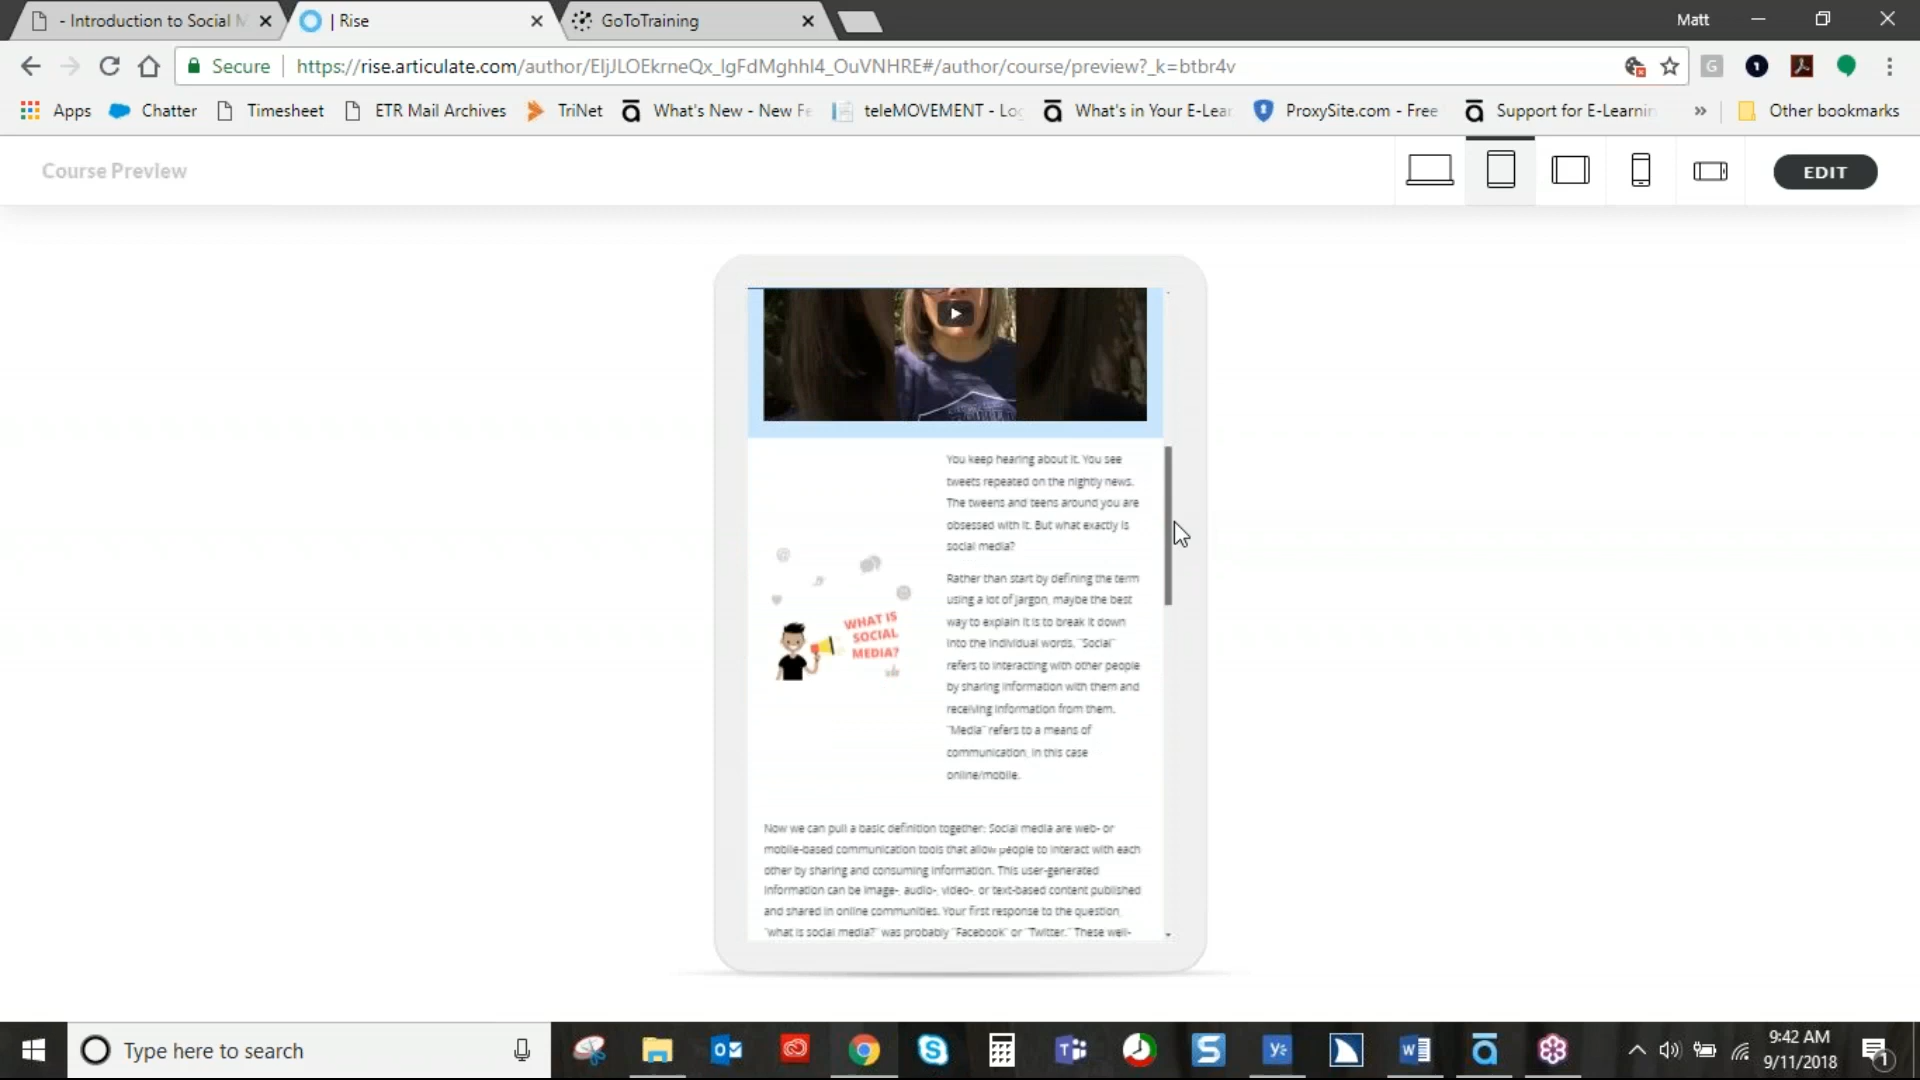 - Introduction to Social M
| Rise
GoToTraining
Matt
Secure
https://rise.articulate.com/author/EljJLOEkrneQx_lgFdMghhl4_OuVNHRE#/author/course/preview?_k=btbr4v
Apps
Chatter
Timesheet
ETR Mail Archives
TriNet
What's New - New Fe
teleMOVEMENT - Log
What's in Your E-Lear
ProxySite.com - Free
Support for E-Learnin
»
Other bookmarks
Course Preview
EDIT
You keep hearing about it. You see
tweets repeated on the nightly news.
The tweens and teens around you are
obsessed with it. But what exactly is
social media?
Rather than start by defining the term
using a lot of jargon, maybe the best
way to explain it is to break it down
into the individual words. "Social"
refers to interacting with other people
by sharing information with them and
receiving information from them.
"Media" refers to a means of
communication, in this case
online/mobile.
WHAT IS
SOCIAL
MEDIA?
Now we can pull a basic definition together: Social media are web- or
mobile-based communication tools that allow people to interact with each
other by sharing and consuming information. This user-generated
information can be image-, audio-, video-, or text-based content published
and shared in online communities. Your first response to the question,
"what is social media?" was probably "Facebook" or "Twitter." These well-
Type here to search
9:42 AM
9/11/2018
1